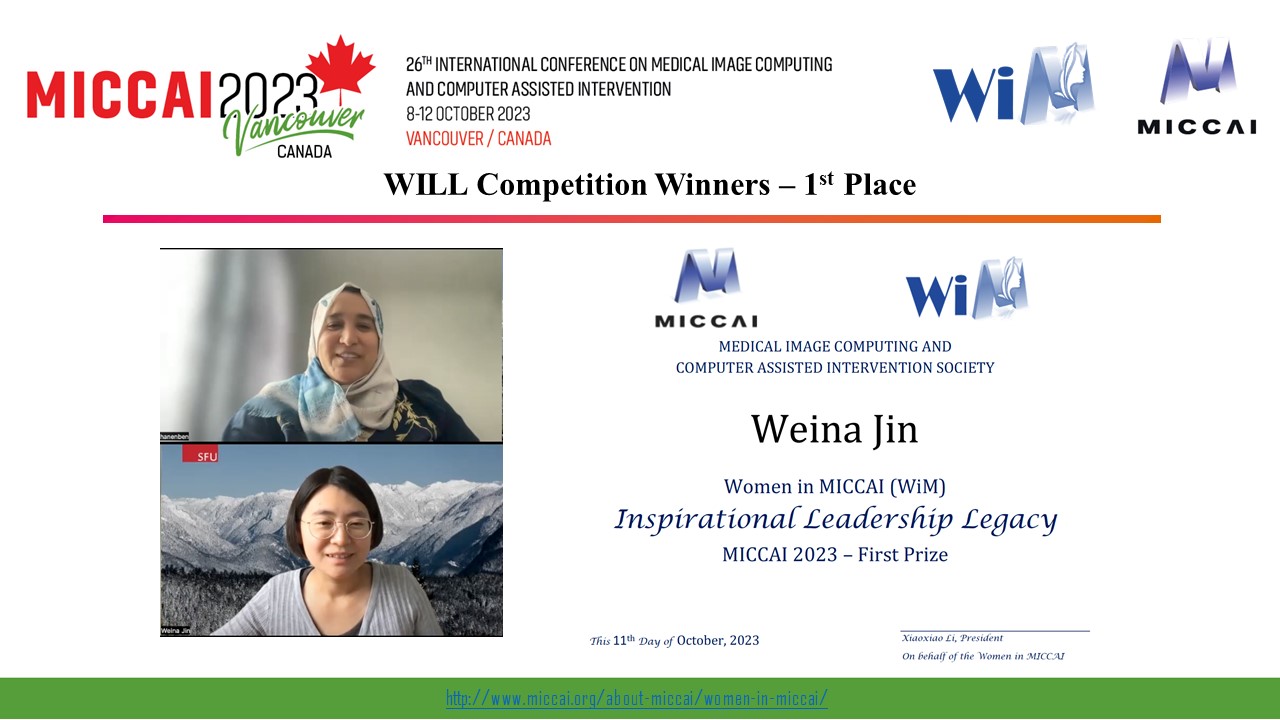 MICCAI2023
Vancouver
CANADA
26TH INTERNATIONAL CONFERENCE ON MEDICAL IMAGE COMPUTING
AND COMPUTER ASSISTED INTERVENTION
8-12 OCTOBER 2023
VANCOUVER / CANADA
WiM
MICCAI
WILL Competition Winners – 1st Place
hanenben
SFU
Weina Jin
MICCAI
WiM
MEDICAL IMAGE COMPUTING AND
COMPUTER ASSISTED INTERVENTION SOCIETY
Weina Jin
Women in MICCAI (WiM)
Inspirational Leadership Legacy
MICCAI 2023 – First Prize
This 11th Day of October, 2023
Xiaoxiao Li, President
On behalf of the Women in MICCAI
http://www.miccai.org/about-miccai/women-in-miccai/